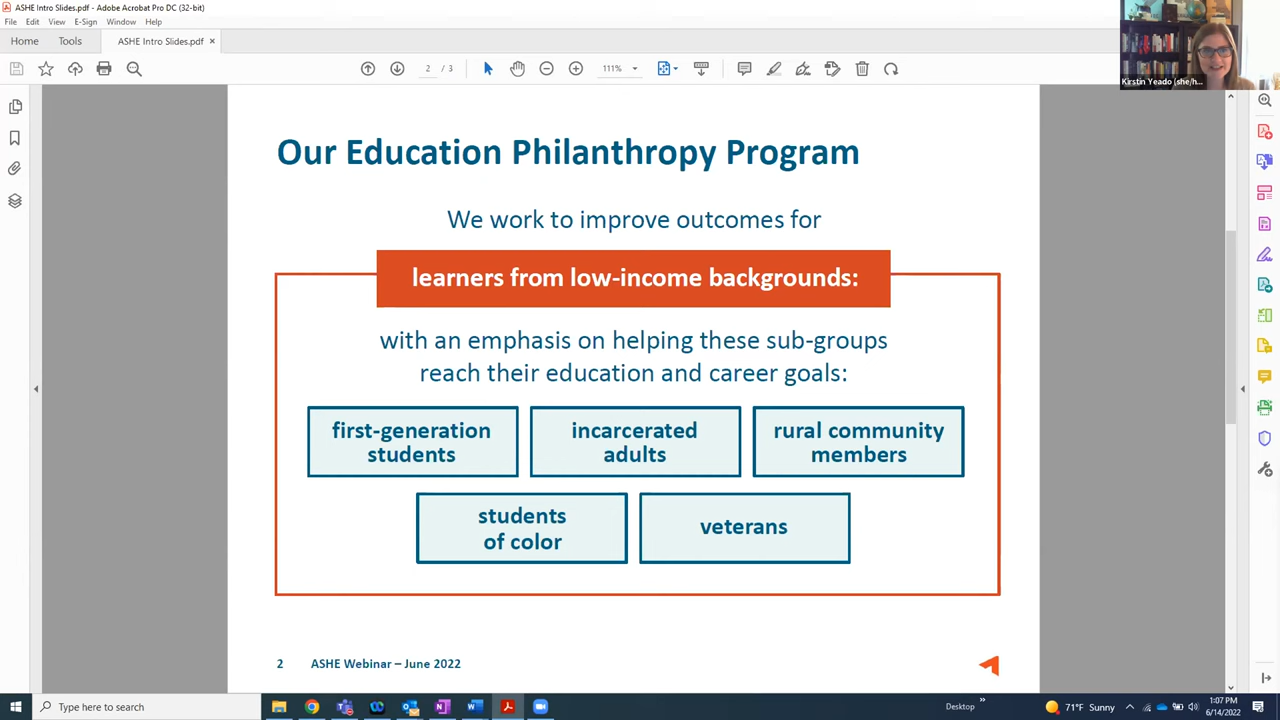 ASHE Intro Slides.pdf - Adobe Acrobat Pro DC (32-bit)
File Edit View E-Sign Window Help
Home Tools ASHE Intro Slides.pdf ×
2 / 3 111%
Kirstin Yeado (she/h...
Our Education Philanthropy Program
We work to improve outcomes for
learners from low-income backgrounds:
with an emphasis on helping these sub-groups
reach their education and career goals:
first-generation
students
incarcerated
adults
rural community
members
students
of color
veterans
2 ASHE Webinar – June 2022
Type here to search
Desktop
71°F Sunny
1:07 PM
6/14/2022